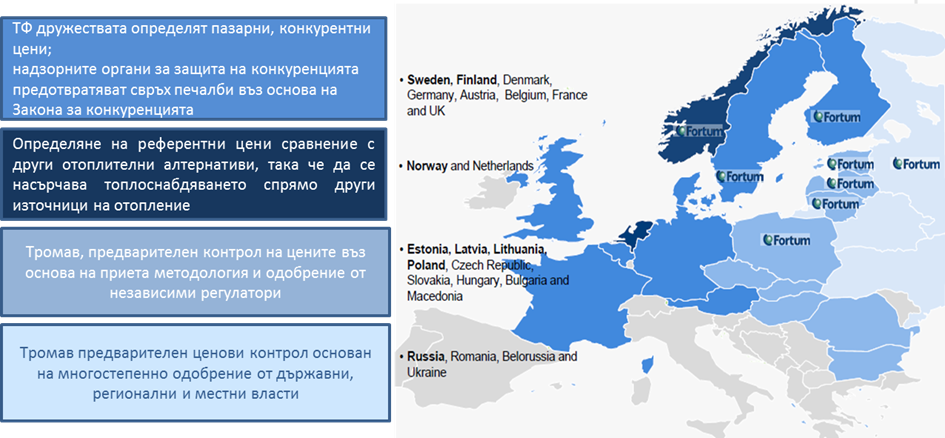 ТФ дружествата определят пазарни, конкурентни
цени;
надзорните органи за защита на конкуренцията
предотвратяват свръх печалби въз основа на
Закона за конкуренцията
Определяне на референтни цени сравнение с
други отоплителни алтернативи, така че да се
насърчава топлоснабдяването спрямо други
източници на отопление
Тромав, предварителен контрол на цените въз
основа на приета методология и одобрение от
независими регулатори
Тромав предварителен ценови контрол основан
на многостепенно одобрение от държавни,
регионални и местни власти
• Sweden, Finland, Denmark,
Germany, Austria, Belgium, France
and UK
• Norway and Netherlands
• Estonia, Latvia, Lithuania,
Poland, Czech Republic,
Slovakia, Hungary, Bulgaria and
Macedonia
• Russia, Romania, Belorussia and
Ukraine
Fortum
Fortum
Fortum
Fortum
Fortum
Fortum
Fortum
Fortum